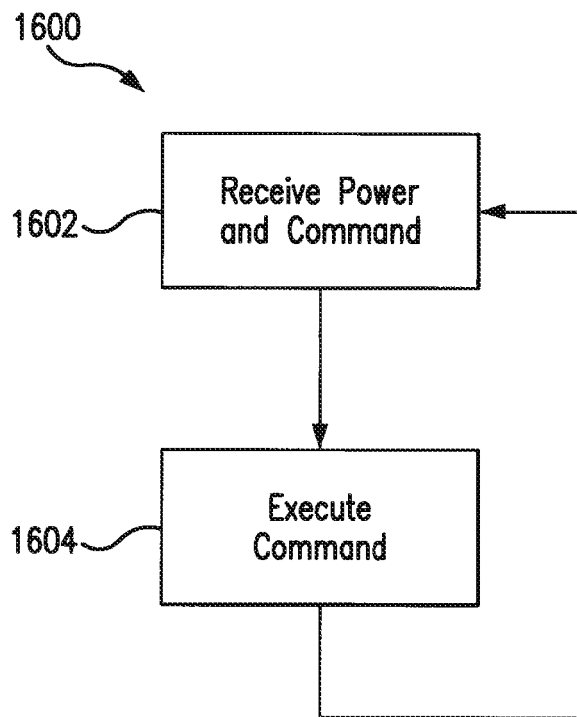 1600
1602
Receive Power
and Command
1604
Execute
Command